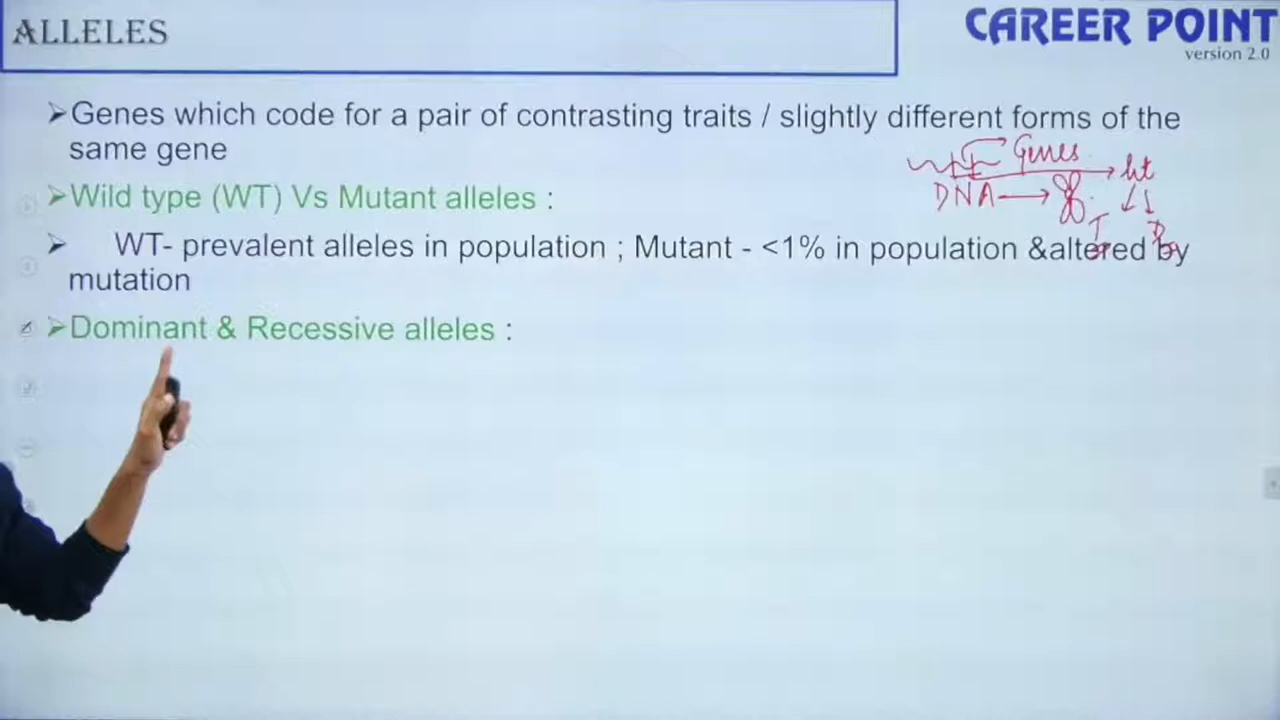 ALLELES
CAREER POINT
version 2.0
➢Genes which code for a pair of contrasting traits / slightly different forms of the
same gene
Genes
DNA
ht
T
➢Wild type (WT) Vs Mutant alleles :
➢ WT- prevalent alleles in population ; Mutant - <1% in population &altered by
mutation
➢Dominant & Recessive alleles :